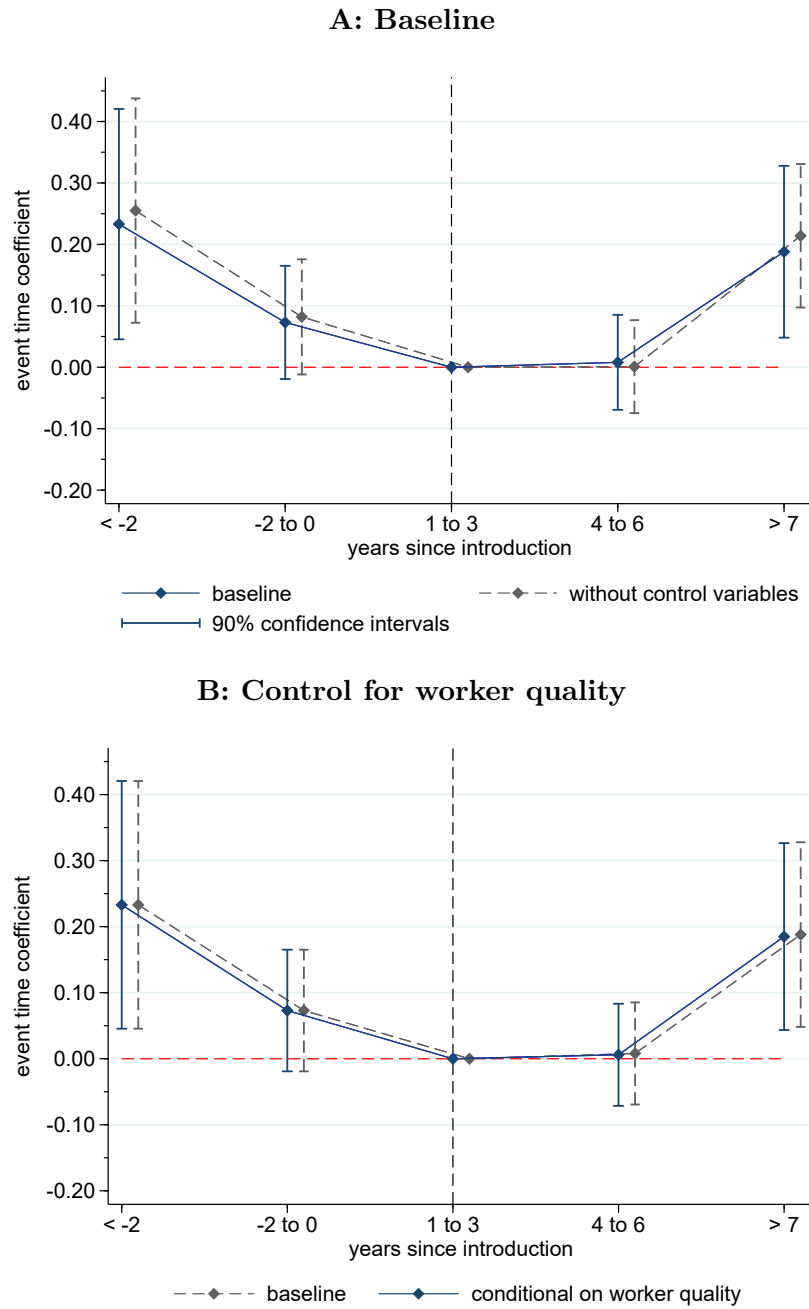 A: Baseline
event time coefficient
0.40
0.30
0.20
0.10
0.00
-0.10
-0.20
< -2
-2 to 0
1 to 3
4 to 6
> 7
years since introduction
baseline
without control variables
90% confidence intervals
B: Control for worker quality
event time coefficient
0.40
0.30
0.20
0.10
0.00
-0.10
-0.20
< -2
-2 to 0
1 to 3
4 to 6
> 7
years since introduction
baseline
conditional on worker quality